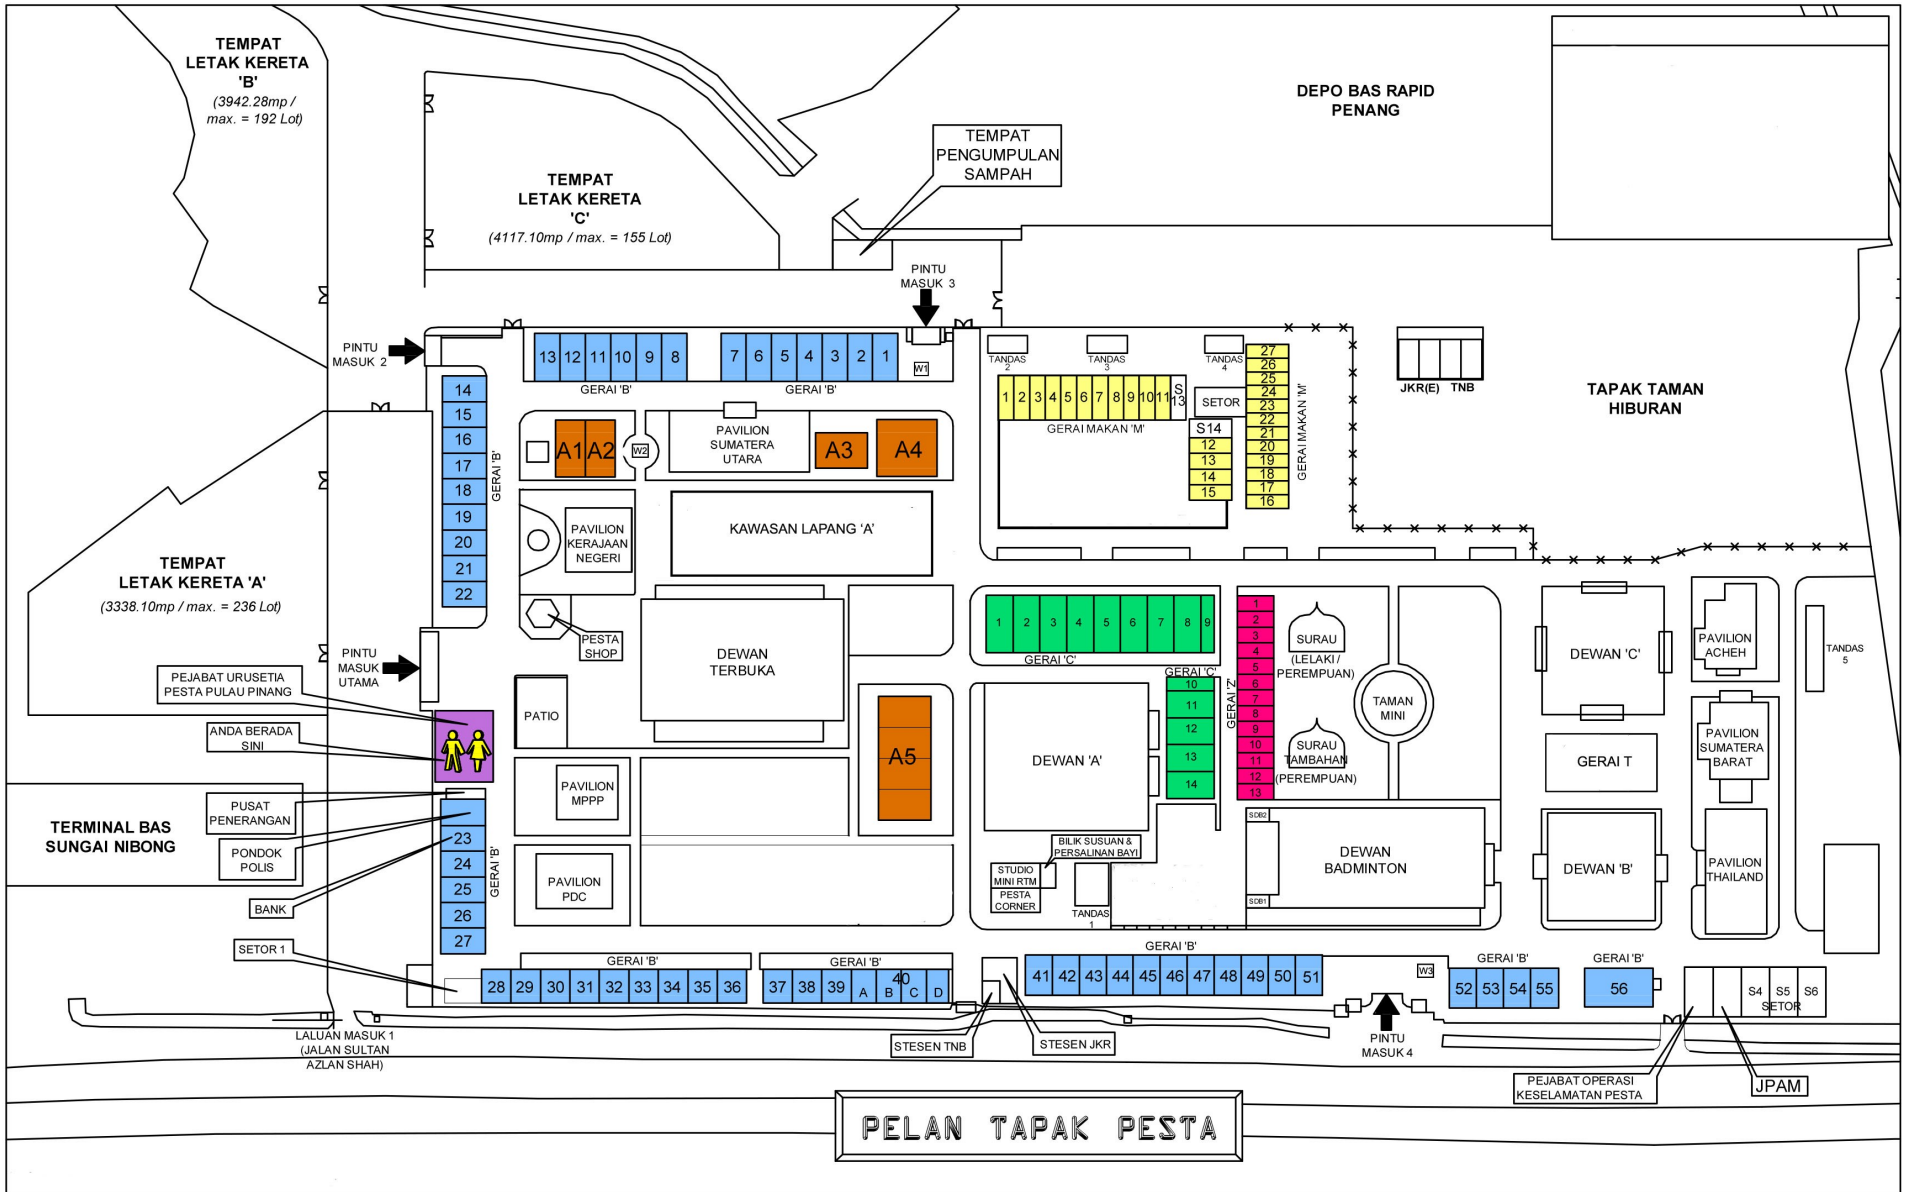 TEMPAT
LETAK KERETA
'B'
(3942.28mp /
max. = 192 Lot)
TEMPAT
LETAK KERETA
'C'
(4117.10mp / max. = 155 Lot)
TEMPAT
PENGUMPULAN
SAMPAH
DEPO BAS RAPID
PENANG
PINTU
MASUK 3
PINTU
MASUK 2
13 12 11 10 9 8
GERAI 'B'
7 6 5 4 3 2 1
GERAI 'B'
W1
TANDAS
2
TANDAS
3
TANDAS
4
1 2 3 4 5 6 7 8 9 10 11
S
13
GERAI MAKAN 'M'
SETOR
S14
12
13
14
15
27
26
25
24
23
22
21
20
19
18
17
16
GERAI MAKAN 'M'
JKR(E) TNB
TAPAK TAMAN
HIBURAN
14
15
16
17
18
19
20
21
22
GERAI 'B'
A1 A2
W2
PAVILION
SUMATERA
UTARA
A3
A4
PAVILION
KERAJAAN
NEGERI
KAWASAN LAPANG 'A'
TEMPAT
LETAK KERETA 'A'
(3338.10mp / max. = 236 Lot)
PESTA
SHOP
DEWAN
TERBUKA
1 2 3 4 5 6 7 8 9
GERAI 'C'
GERAI 'C'
10
11
12
13
14
GERAI 'Z'
1
2
3
4
5
6
7
8
9
10
11
12
13
SURAU
(LELAKI /
PEREMPUAN)
SURAU
TAMBAHAN
(PEREMPUAN)
TAMAN
MINI
DEWAN 'C'
PAVILION
ACHEH
TANDAS
5
PINTU
MASUK
UTAMA
PEJABAT URUSETIA
PESTA PULAU PINANG
ANDA BERADA
SINI
PATIO
A5
DEWAN 'A'
GERAI T
PAVILION
SUMATERA
BARAT
PAVILION
MPPP
TERMINAL BAS
SUNGAI NIBONG
PUSAT
PENERANGAN
PONDOK
POLIS
BANK
SETOR 1
23
24
25
26
27
GERAI 'B'
PAVILION
PDC
BILIK SUSUAN &
PERSALINAN BAYI
STUDIO
MINI RTM
PESTA
CORNER
TANDAS
1
SDB2
SDB1
DEWAN
BADMINTON
DEWAN 'B'
PAVILION
THAILAND
GERAI 'B'
28 29 30 31 32 33 34 35 36
GERAI 'B'
37 38 39 40
A B C D
GERAI 'B'
41 42 43 44 45 46 47 48 49 50 51
W3
GERAI 'B'
52 53 54 55
GERAI 'B'
56
S4 S5 S6
SETOR
LALUAN MASUK 1
(JALAN SULTAN
AZLAN SHAH)
STESEN TNB
STESEN JKR
PINTU
MASUK 4
PEJABAT OPERASI
KESELAMATAN PESTA
JPAM
PELAN TAPAK PESTA